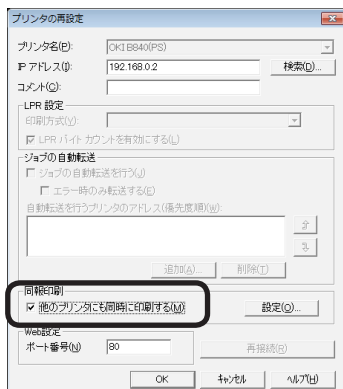 プリンタの再設定
プリンタ名(P): OKI B840(PS)
IP アドレス(I): 192.168.0.2 検索(D)...
コメント(C):
LPR 設定
印刷方式(Y):
LPR バイトカウントを有効にする(L)
ジョブの自動転送
ジョブの自動転送を行う(J)
エラー時のみ転送する(E)
自動転送を行うプリンタのアドレス(優先度順)(W):
追加(A)... 削除(T)
同報印刷
他のプリンタにも同時に印刷する(M) 設定(O)...
Web設定
ポート番号(N) 80 再接続(R)
OK キャンセル ヘルプ(H)